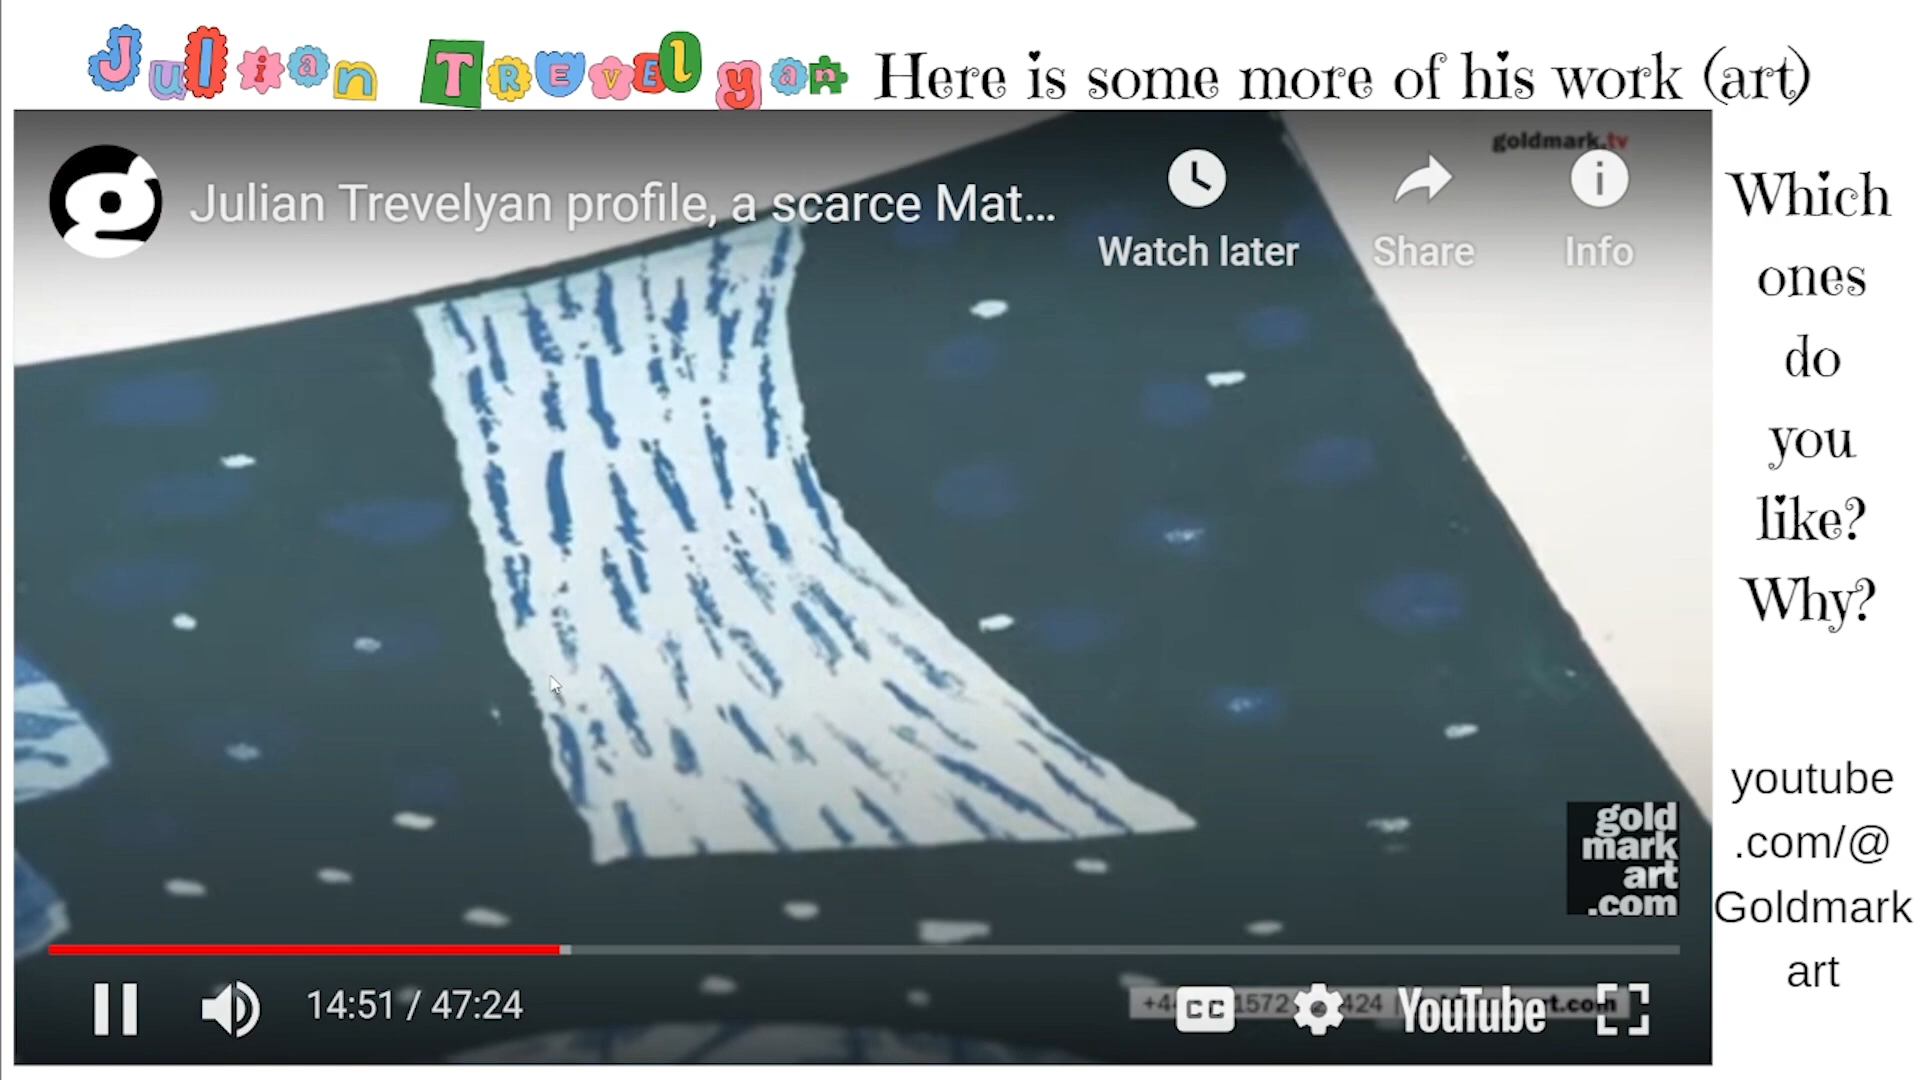 Julian Trevelyan Here is some more of his work (art)
goldmark.tv
g
Julian Trevelyan profile, a scarce Mat...
Watch later
Share
Info
Which
ones
do
you
like?
Why?
youtube
.com/@
Goldmark
art
gold
mark
art
.com
14:51 / 47:24
CC
YouTube